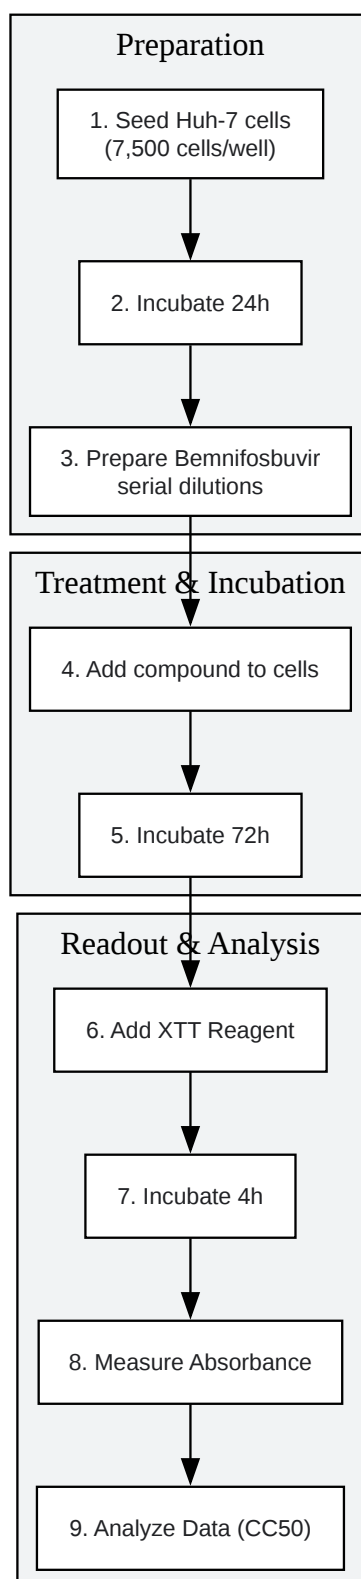 Preparation
1. Seed Huh-7 cells
(7,500 cells/well)
2. Incubate 24h
3. Prepare Bemnifosbuvir
serial dilutions
Treatment & Incubation
4. Add compound to cells
5. Incubate 72h
Readout & Analysis
6. Add XTT Reagent
7. Incubate 4h
8. Measure Absorbance
9. Analyze Data (CC50)